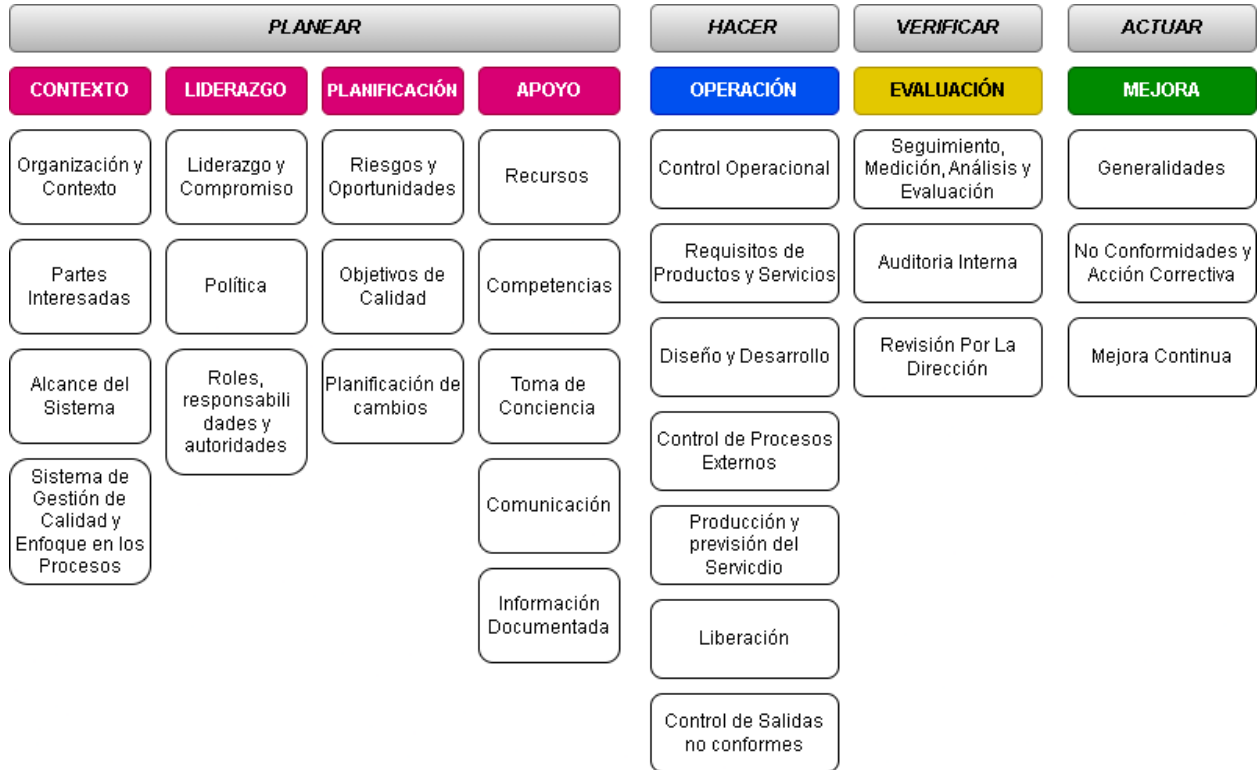 PLANEAR
HACER
VERIFICAR
ACTUAR
CONTEXTO
LIDERAZGO
PLANIFICACIÓN
APOYO
OPERACIÓN
EVALUACIÓN
MEJORA
Organización y
Contexto
Partes
Interesadas
Alcance del
Sistema
Sistema de
Gestión de
Calidad y
Enfoque en los
Procesos
Liderazgo y
Compromiso
Política
Roles,
responsabili
dades y
autoridades
Riesgos y
Oportunidades
Objetivos de
Calidad
Planificación de
cambios
Recursos
Competencias
Toma de
Conciencia
Comunicación
Información
Documentada
Control Operacional
Requisitos de
Productos y Servicios
Diseño y Desarrollo
Control de Procesos
Externos
Producción y
previsión del
Servicdio
Liberación
Control de Salidas
no conformes
Seguimiento,
Medición, Análisis y
Evaluación
Auditoria Interna
Revisión Por La
Dirección
Generalidades
No Conformidades y
Acción Correctiva
Mejora Continua